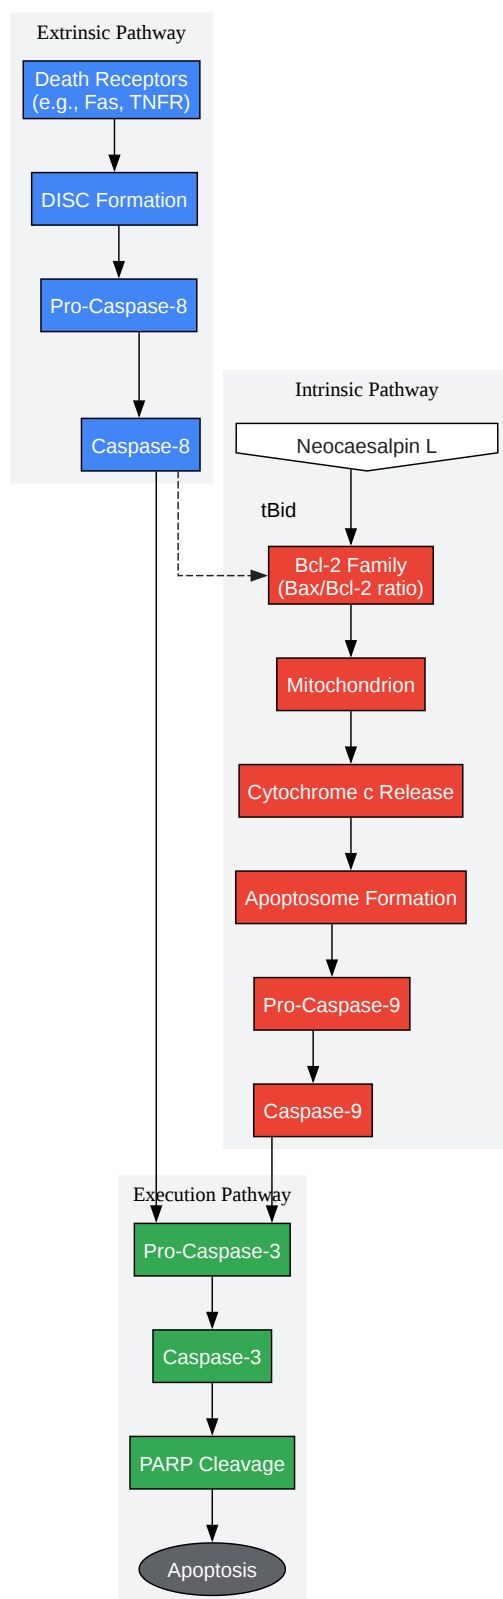 Extrinsic Pathway
Death Receptors
(e.g., Fas, TNFR)
DISC Formation
Pro-Caspase-8
Caspase-8
Intrinsic Pathway
Neocaesalpin L
tBid
Bcl-2 Family
(Bax/Bcl-2 ratio)
Mitochondrion
Cytochrome c Release
Apoptosome Formation
Pro-Caspase-9
Caspase-9
Execution Pathway
Pro-Caspase-3
Caspase-3
PARP Cleavage
Apoptosis